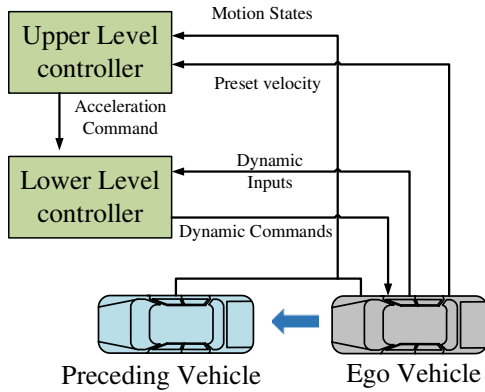 Motion States
Upper Level
controller
Preset velocity
Acceleration
Command
Lower Level
controller
Dynamic
Inputs
Dynamic Commands
Preceding Vehicle
Ego Vehicle